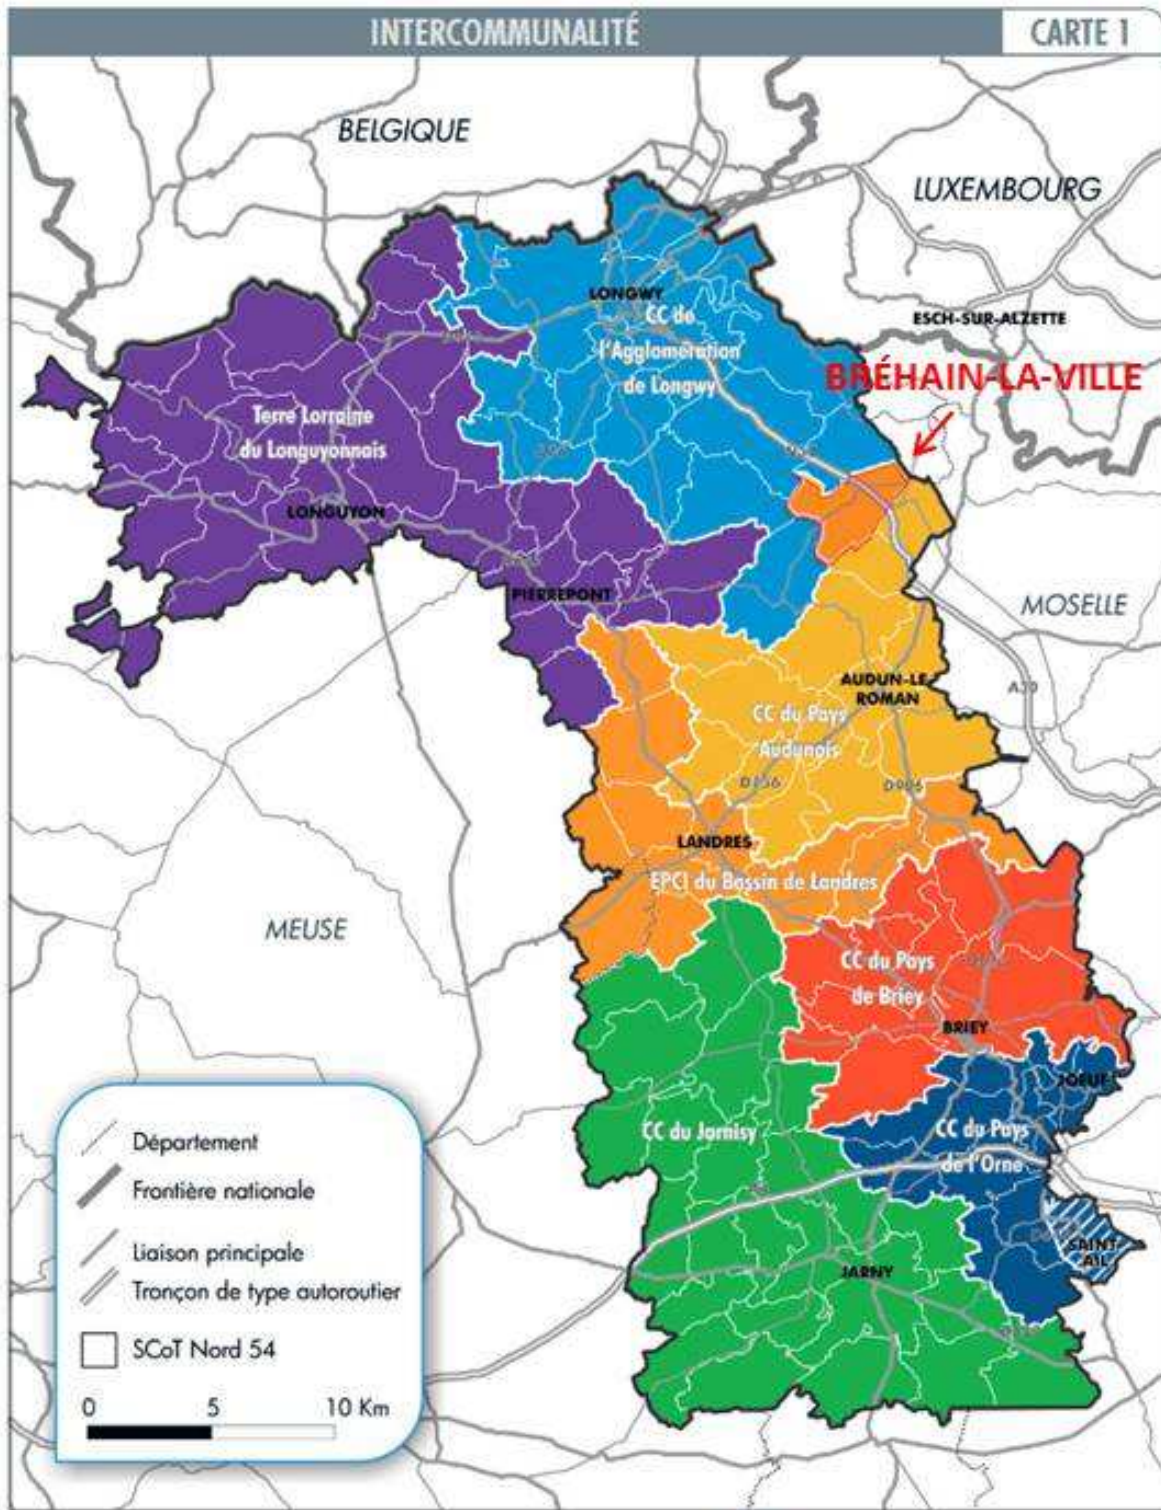 INTERCOMMUNALITÉ
CARTE 1
BELGIQUE
LUXEMBOURG
LONGWY
ESCH-SUR-ALZETTE
CC de
l'Agglomération
de Longwy
BRÉHAIN-LA-VILLE
Terre Lorraine
du Longuyonnais
LONGUYON
PIERREPONT
MOSELLE
AUDUN-LE-
ROMAN
A30
CC du Pays
Audunois
D156
D906
LANDRES
EPCI du Bassin de Landres
MEUSE
CC du Pays
de Briey
BRIEY
JOEUF
CC du Jarnisy
CC du Pays
de l'Orne
SAINT-
AIL
JARNY
Département
Frontière nationale
Liaison principale
Tronçon de type autoroutier
SCoT Nord 54
0 5 10 Km